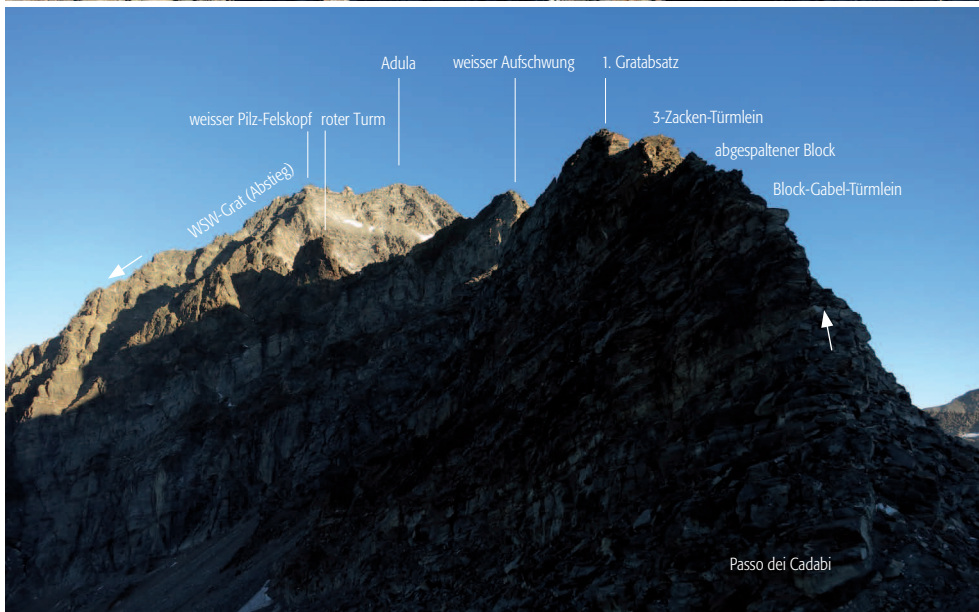 Adula
weisser Aufschwung
1. Gratabsatz
weisser Pilz-Felskopf
roter Turm
3-Zacken-Türmlein
abgespaltener Block
WSW-Grat (Abstieg)
Block-Gabel-Türmlein
Passo dei Cadabi